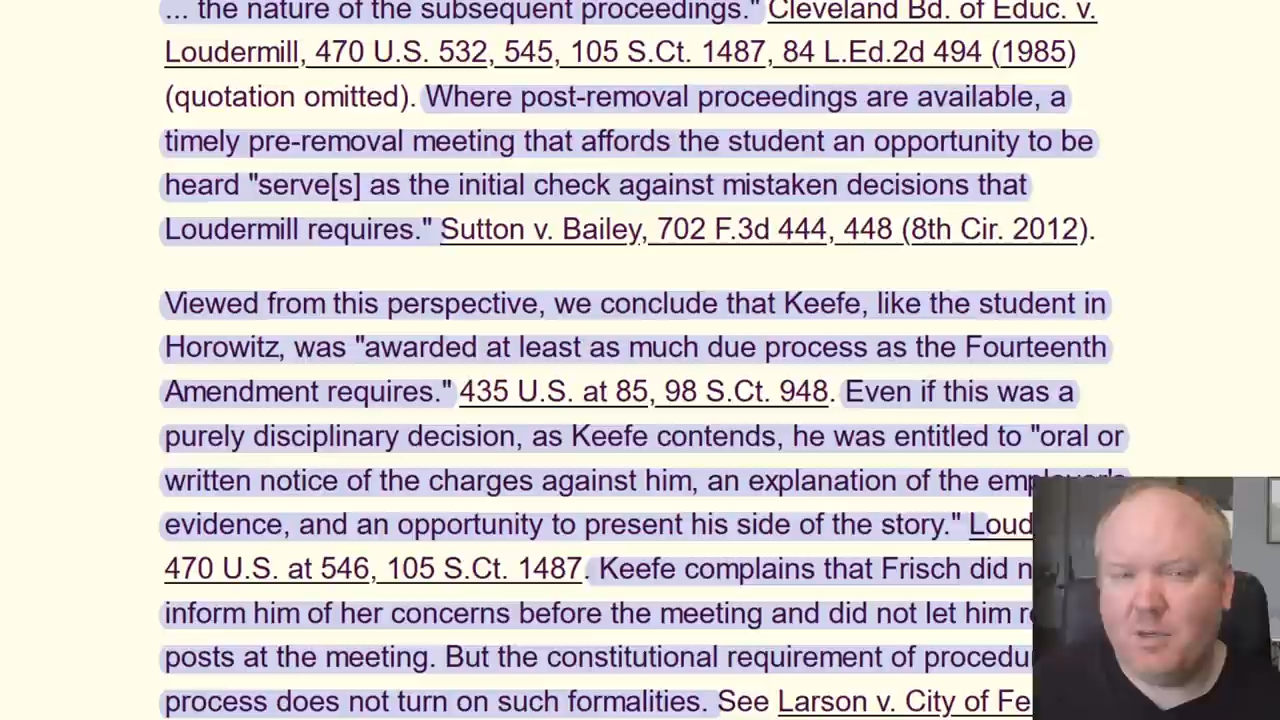 ... the nature of the subsequent proceedings." Cleveland Bd. of Educ. v.
Loudermill, 470 U.S. 532, 545, 105 S.Ct. 1487, 84 L.Ed.2d 494 (1985)
(quotation omitted). Where post-removal proceedings are available, a
timely pre-removal meeting that affords the student an opportunity to be
heard "serve[s] as the initial check against mistaken decisions that
Loudermill requires." Sutton v. Bailey, 702 F.3d 444, 448 (8th Cir. 2012).
Viewed from this perspective, we conclude that Keefe, like the student in
Horowitz, was "awarded at least as much due process as the Fourteenth
Amendment requires." 435 U.S. at 85, 98 S.Ct. 948. Even if this was a
purely disciplinary decision, as Keefe contends, he was entitled to "oral or
written notice of the charges against him, an explanation of the employer's
evidence, and an opportunity to present his side of the story." Loud
470 U.S. at 546, 105 S.Ct. 1487. Keefe complains that Frisch did
inform him of her concerns before the meeting and did not let him
posts at the meeting. But the constitutional requirement of
process does not turn on such formalities. See Larson v. City of